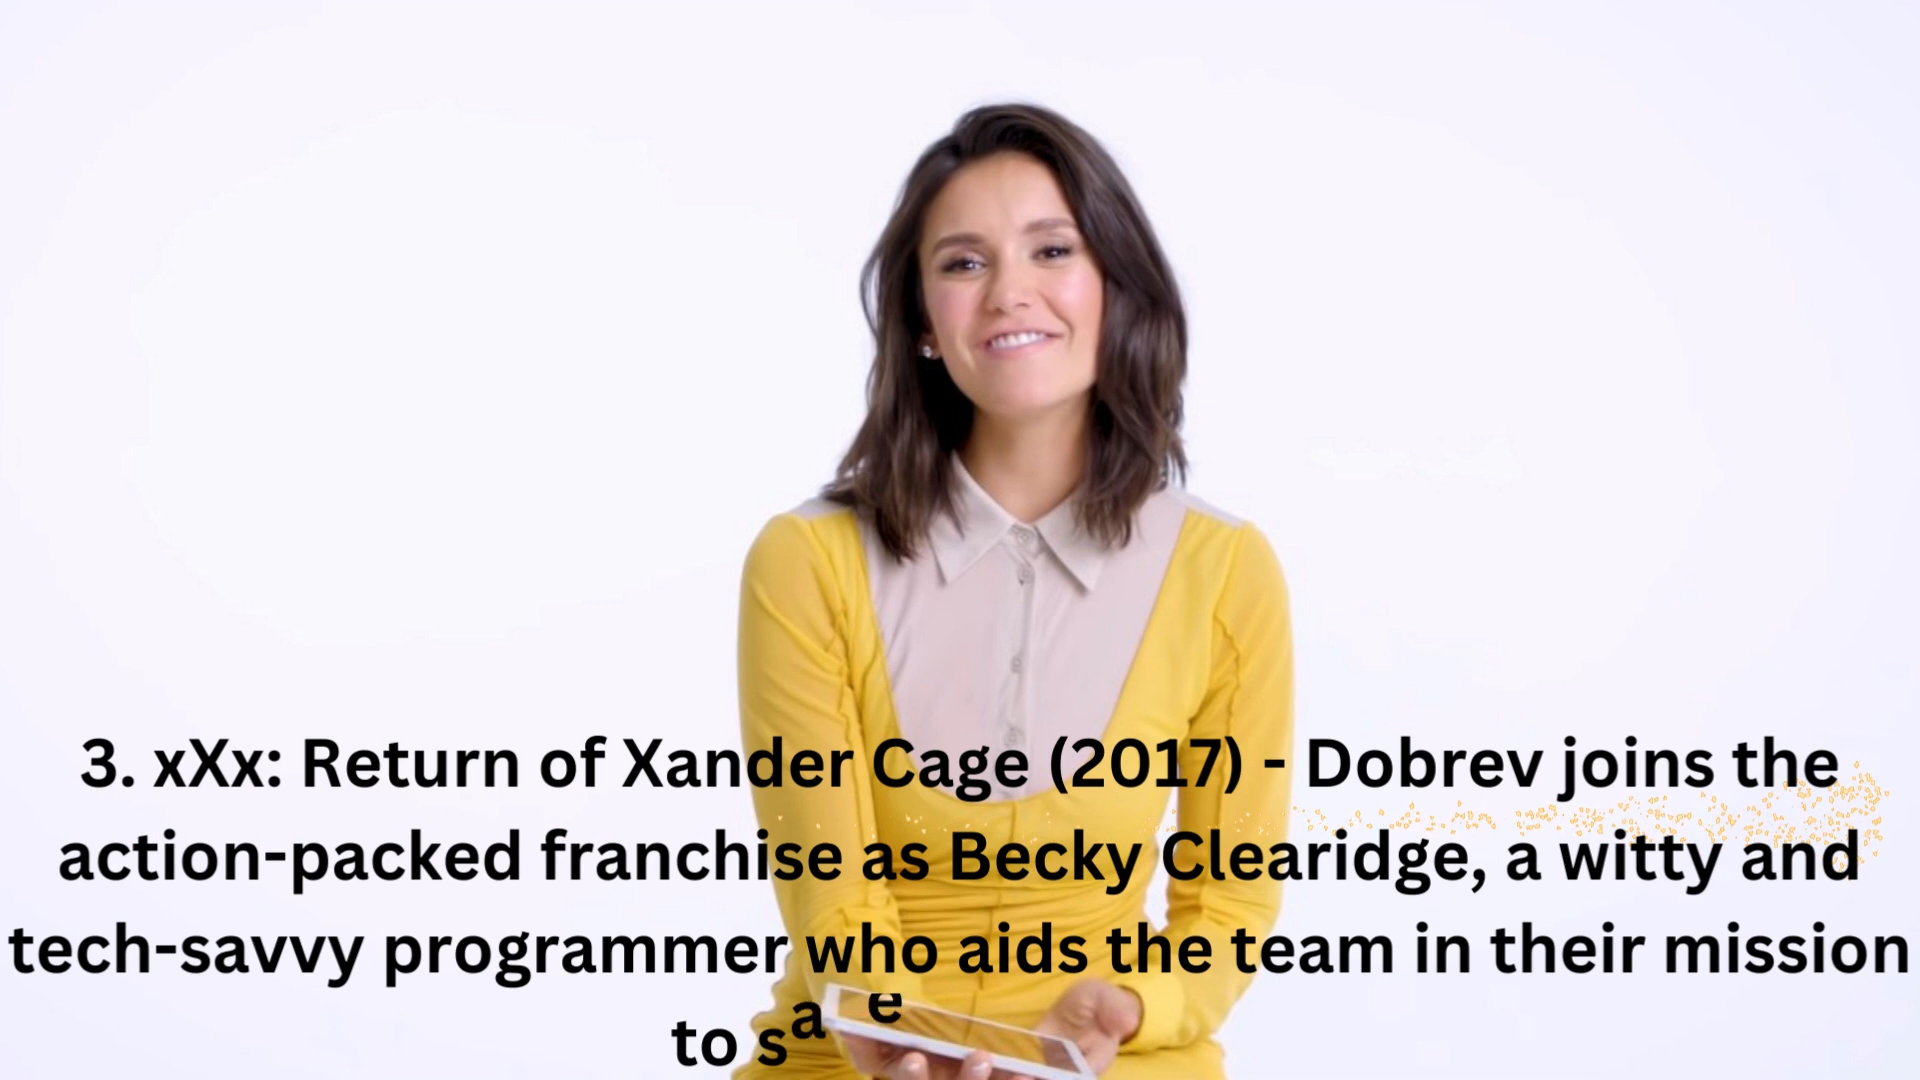 3. xXx: Return of Xander Cage (2017) - Dobrev joins the
action-packed franchise as Becky Clearidge, a witty and
tech-savvy programmer who aids the team in their mission
to sa e